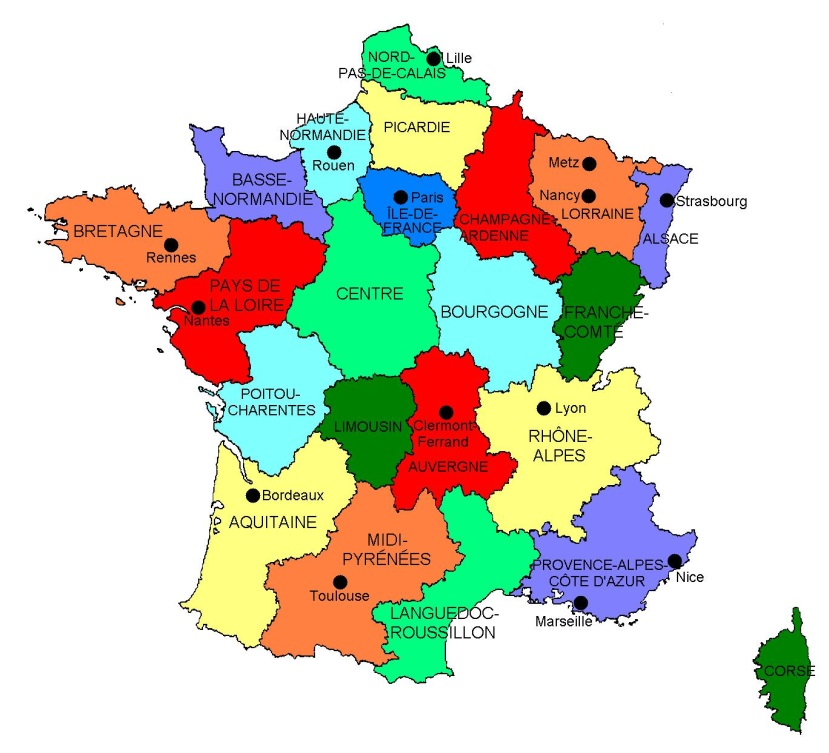 NORD-
PAS-DE-CALAIS
Lille
HAUTE-
NORMANDIE
Rouen
PICARDIE
Metz
Nancy
LORRAINE
Strasbourg
ALSACE
BASSE-
NORMANDIE
Paris
ÎLE-DE-
FRANCE
CHAMPAGNE-
ARDENNE
BRETAGNE
Rennes
PAYS DE
LA LOIRE
Nantes
CENTRE
BOURGOGNE
FRANCHE-
COMTE
POITOU-
CHARENTES
LIMOUSIN
Clermont-
Ferrand
AUVERGNE
Lyon
RHÔNE-
ALPES
Bordeaux
AQUITAINE
MIDI-
PYRÉNÉES
Toulouse
LANGUEDOC-
ROUSSILLON
PROVENCE-ALPES-
CÔTE D'AZUR
Nice
Marseille
CORSE